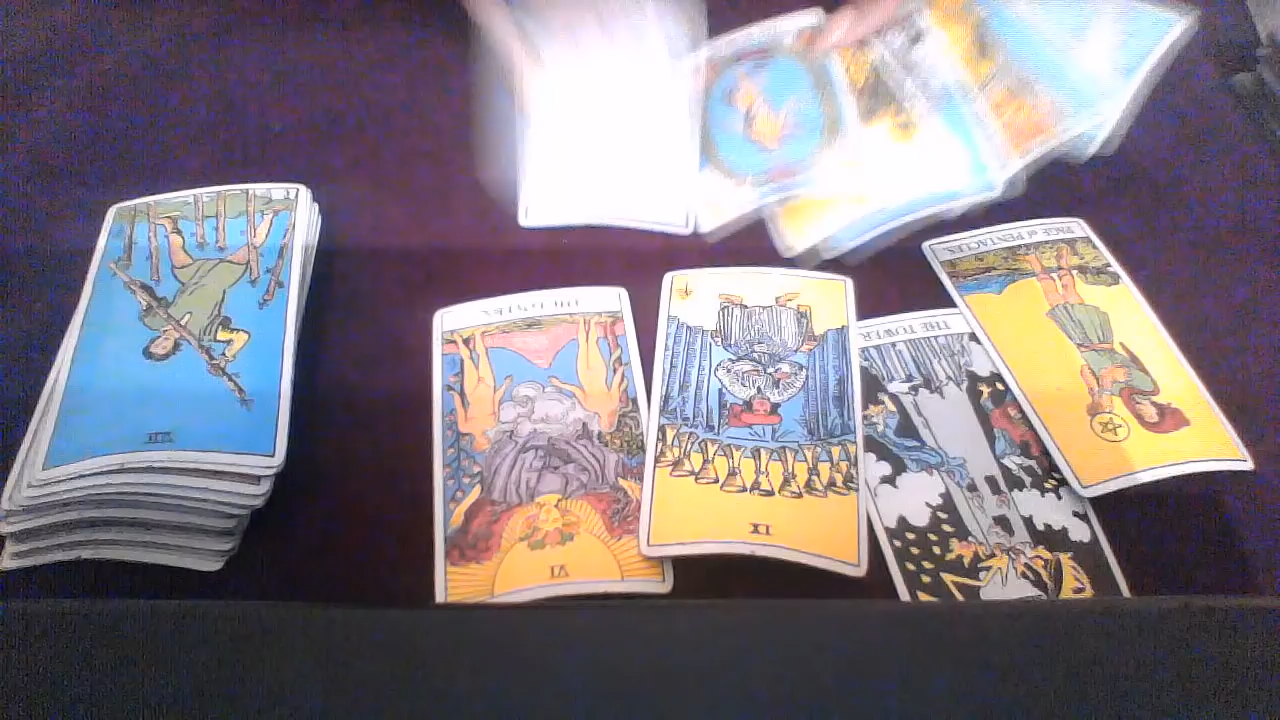 PAGE of PENTACLES.
THE LOVERS.
THE TOWER.
VII
IX
VI